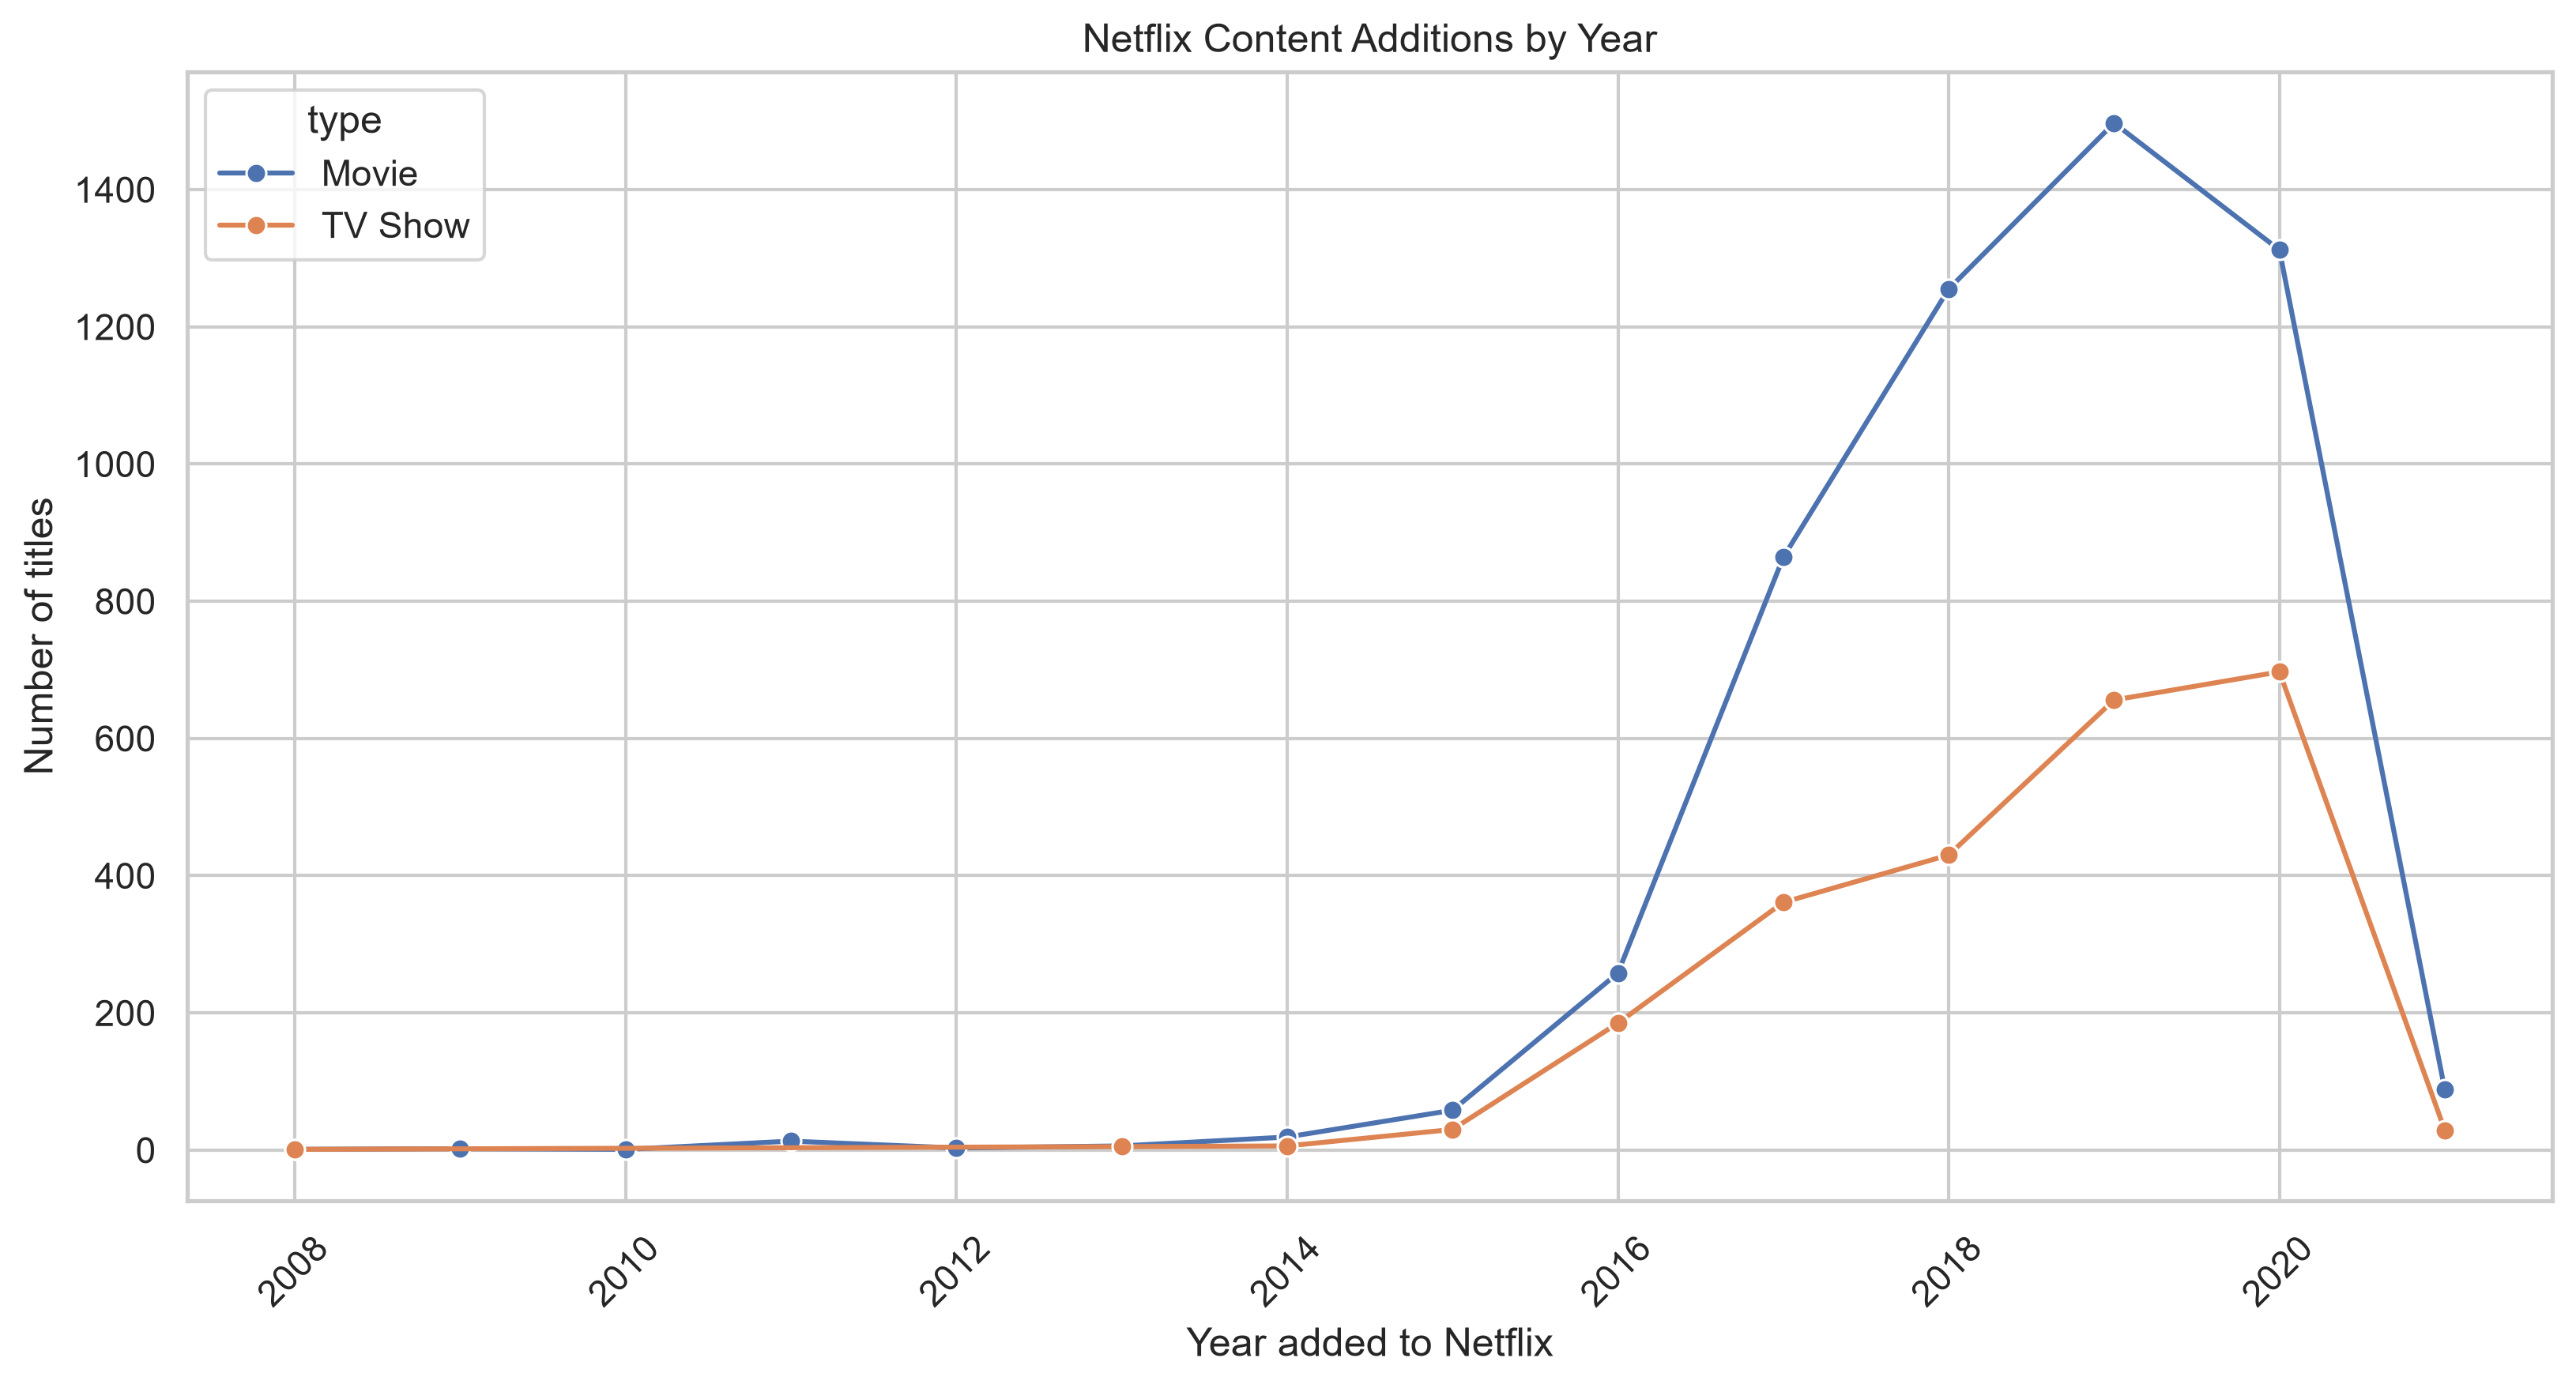 Netflix Content Additions by Year
type
Movie
TV Show
1400
1200
1000
800
600
400
200
0
Number of titles
2008
2010
2012
2014
2016
2018
2020
Year added to Netflix